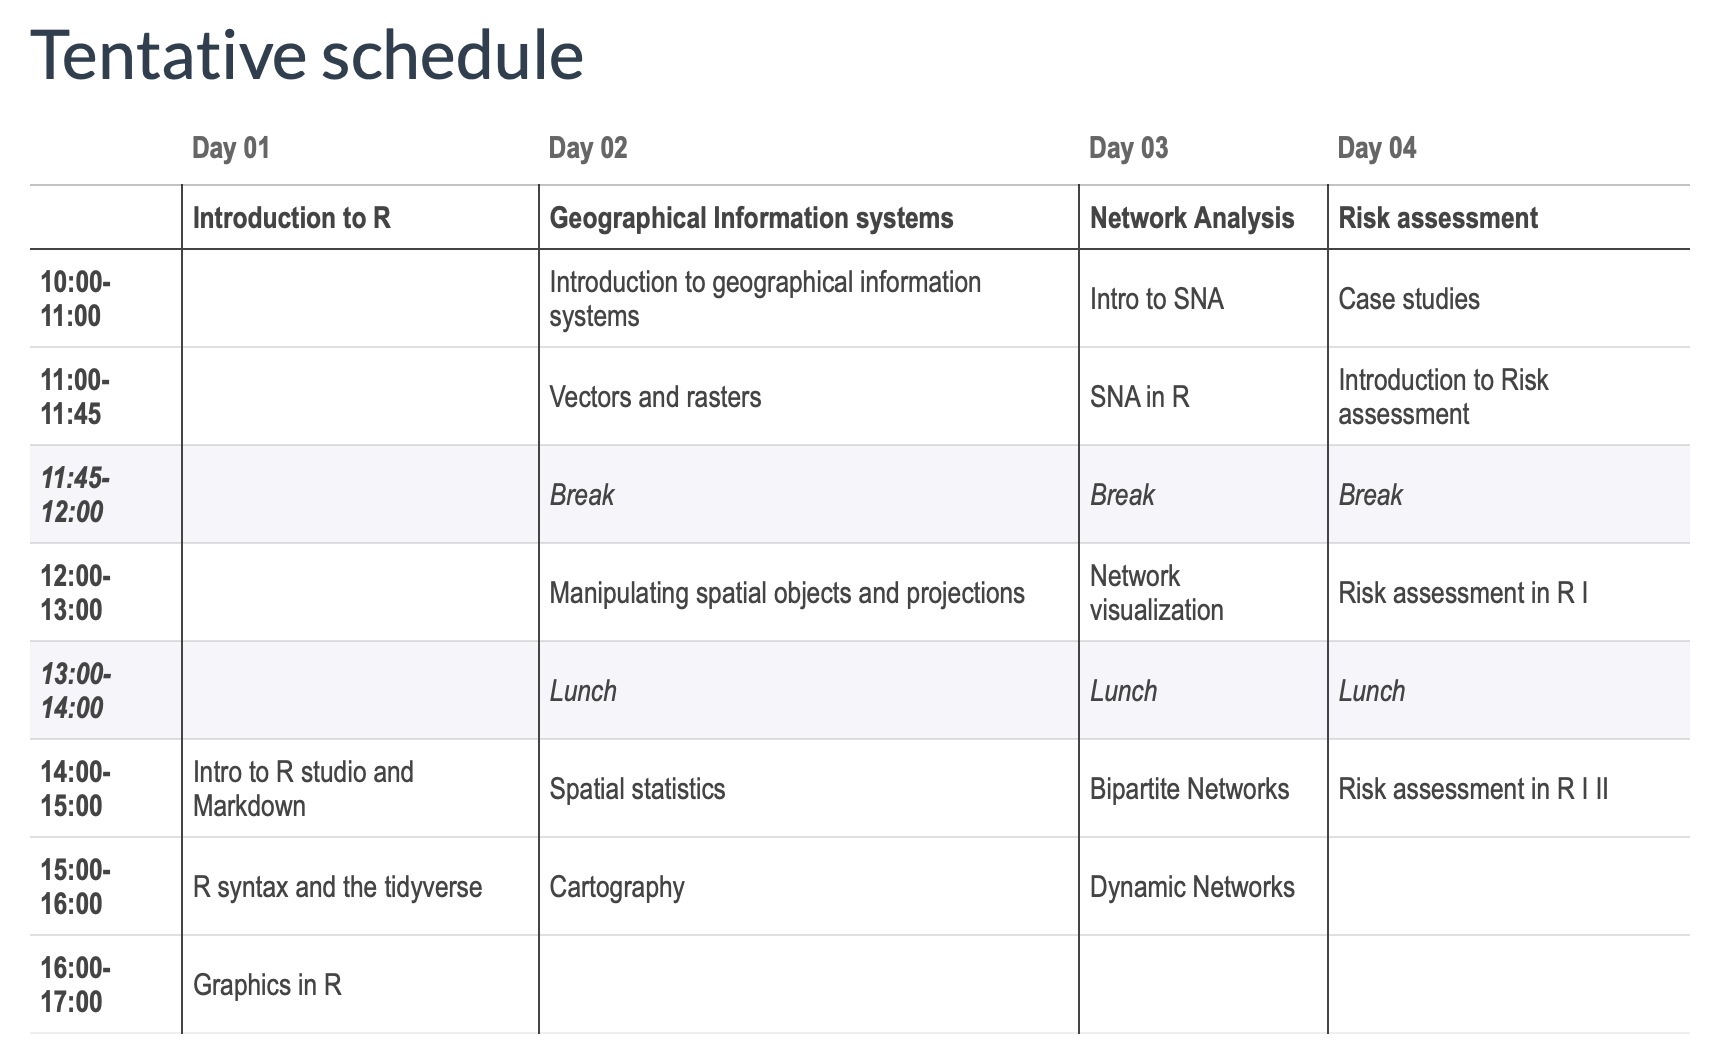 Tentative schedule
Day 01 Day 02 Day 03 Day 04
Introduction to R Geographical Information systems Network Analysis Risk assessment
10:00-
11:00
Introduction to geographical information
systems
Intro to SNA
Case studies
11:00-
11:45
Vectors and rasters
SNA in R
Introduction to Risk
assessment
11:45-
12:00
Break
Break
Break
12:00-
13:00
Manipulating spatial objects and projections
Network
visualization
Risk assessment in R I
13:00-
14:00
Lunch
Lunch
Lunch
14:00-
15:00
Intro to R studio and
Markdown
Spatial statistics
Bipartite Networks
Risk assessment in R I II
15:00-
16:00
R syntax and the tidyverse
Cartography
Dynamic Networks
16:00-
17:00
Graphics in R